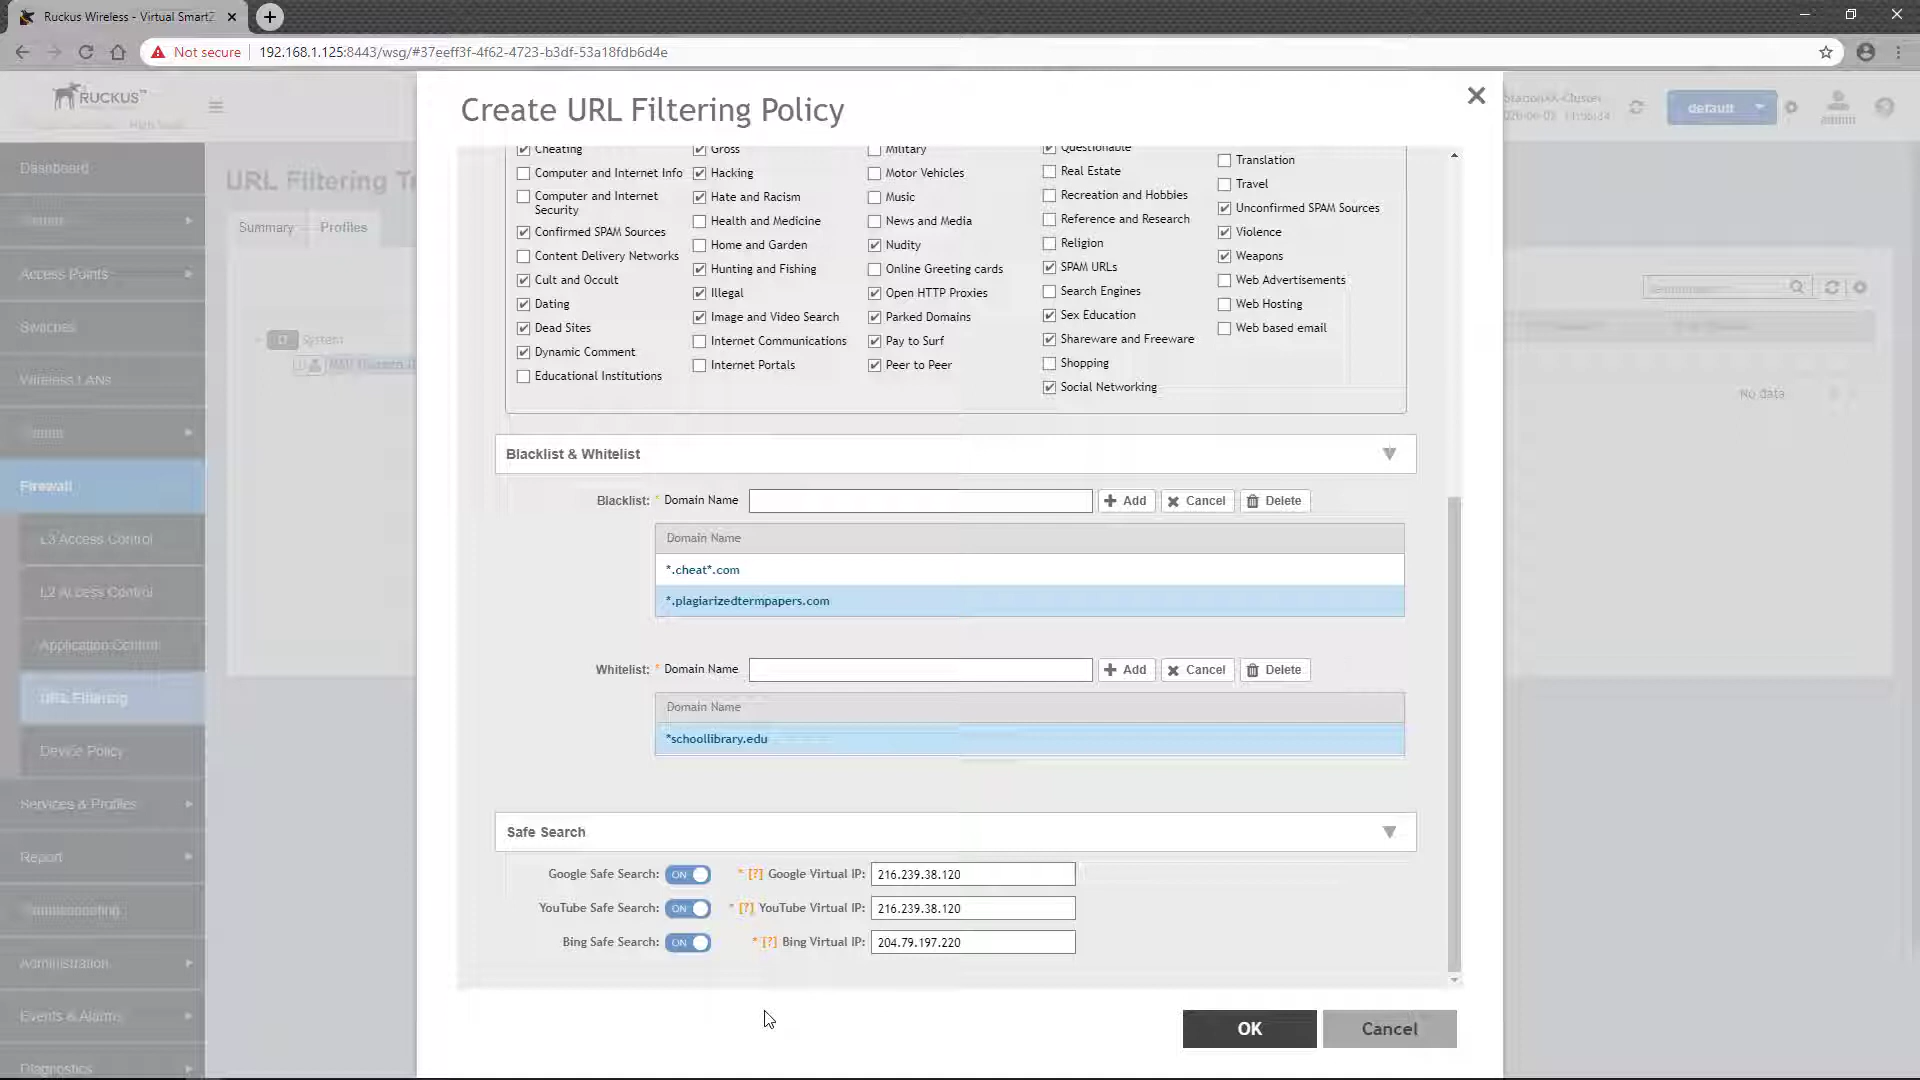 Ruckus Wireless - Virtual SmartZ
Not secure
192.168.1.125:8443/wsg/#37eeff3f-4f62-4723-b3df-53a18fdb6d4e
RUCKUS™
default
admin
Create URL Filtering Policy
Dashboard
Access Points
Switches
Wireless LANs
Firewall
L3 Access Control
L2 Access Control
Application Control
URL Filtering
Device Policy
Services & Profiles
Report
Troubleshooting
Administration
Events & Alarms
Diagnostics
Summary
Profiles
System
No data
Cheating
Computer and Internet Info
Computer and Internet
Security
Confirmed SPAM Sources
Content Delivery Networks
Cult and Occult
Dating
Dead Sites
Dynamic Comment
Educational Institutions
Gross
Hacking
Hate and Racism
Health and Medicine
Home and Garden
Hunting and Fishing
Illegal
Image and Video Search
Internet Communications
Internet Portals
Military
Motor Vehicles
Music
News and Media
Nudity
Online Greeting cards
Open HTTP Proxies
Parked Domains
Pay to Surf
Peer to Peer
Questionable
Real Estate
Recreation and Hobbies
Reference and Research
Religion
SPAM URLs
Search Engines
Sex Education
Shareware and Freeware
Shopping
Social Networking
Translation
Travel
Unconfirmed SPAM Sources
Violence
Weapons
Web Advertisements
Web Hosting
Web based email
Blacklist & Whitelist
Blacklist: * Domain Name
Add
Cancel
Delete
Domain Name
*.cheat*.com
*.plagiarizedtermpapers.com
Whitelist: * Domain Name
Add
Cancel
Delete
Domain Name
*schoollibrary.edu
Safe Search
Google Safe Search: ON * [?] Google Virtual IP: 216.239.38.120
YouTube Safe Search: ON * [?] YouTube Virtual IP: 216.239.38.120
Bing Safe Search: ON * [?] Bing Virtual IP: 204.79.197.220
OK
Cancel